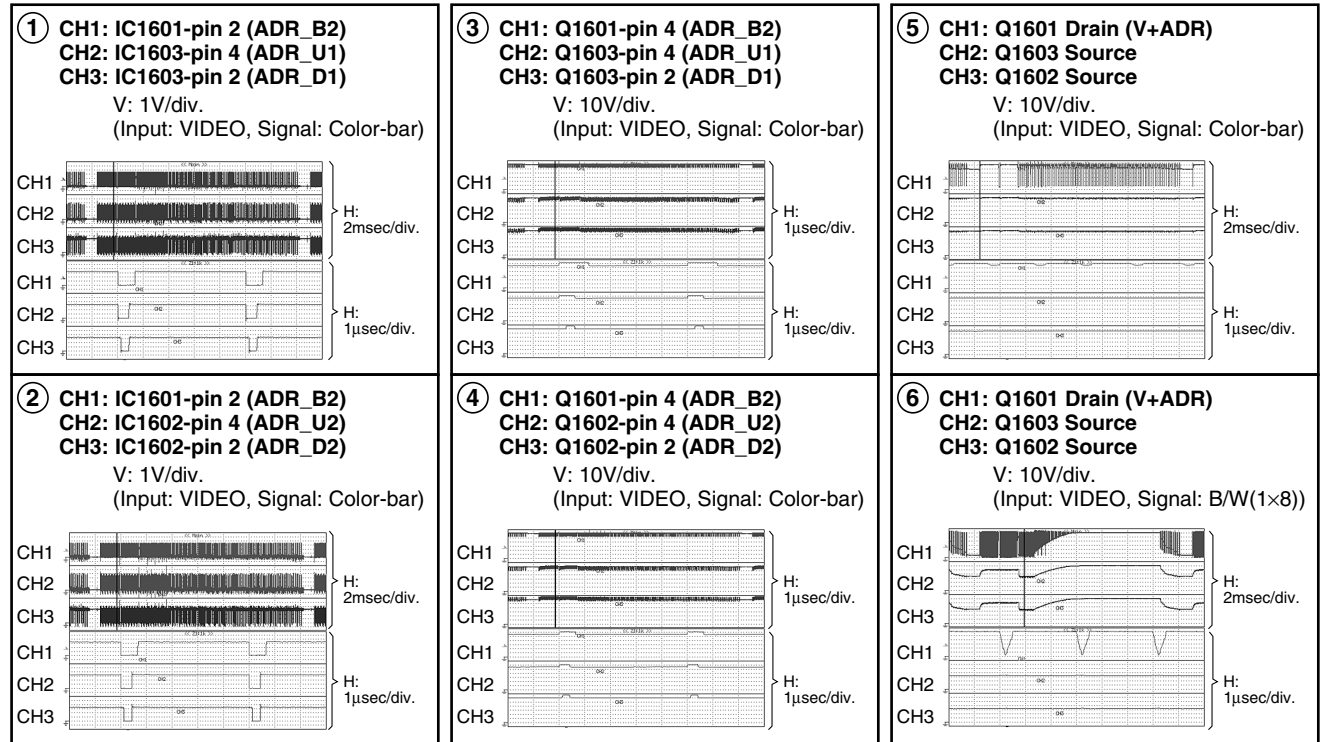 ① CH1: IC1601-pin 2 (ADR_B2)
CH2: IC1603-pin 4 (ADR_U1)
CH3: IC1603-pin 2 (ADR_D1)
V: 1V/div.
(Input: VIDEO, Signal: Color-bar)
CH1
CH2
CH3
H:
2msec/div.
CH1
CH2
CH3
H:
1μsec/div.
② CH1: IC1601-pin 2 (ADR_B2)
CH2: IC1602-pin 4 (ADR_U2)
CH3: IC1602-pin 2 (ADR_D2)
V: 1V/div.
(Input: VIDEO, Signal: Color-bar)
CH1
CH2
CH3
H:
2msec/div.
CH1
CH2
CH3
H:
1μsec/div.
③ CH1: Q1601-pin 4 (ADR_B2)
CH2: Q1603-pin 4 (ADR_U1)
CH3: Q1603-pin 2 (ADR_D1)
V: 10V/div.
(Input: VIDEO, Signal: Color-bar)
CH1
CH2
CH3
H:
1μsec/div.
CH1
CH2
CH3
H:
1μsec/div.
④ CH1: Q1601-pin 4 (ADR_B2)
CH2: Q1602-pin 4 (ADR_U2)
CH3: Q1602-pin 2 (ADR_D2)
V: 10V/div.
(Input: VIDEO, Signal: Color-bar)
CH1
CH2
CH3
H:
1μsec/div.
CH1
CH2
CH3
H:
1μsec/div.
⑤ CH1: Q1601 Drain (V+ADR)
CH2: Q1603 Source
CH3: Q1602 Source
V: 10V/div.
(Input: VIDEO, Signal: Color-bar)
CH1
CH2
CH3
H:
2msec/div.
CH1
CH2
CH3
H:
1μsec/div.
⑥ CH1: Q1601 Drain (V+ADR)
CH2: Q1603 Source
CH3: Q1602 Source
V: 10V/div.
(Input: VIDEO, Signal: B/W(1×8))
CH1
CH2
CH3
H:
2msec/div.
CH1
CH2
CH3
H:
1μsec/div.